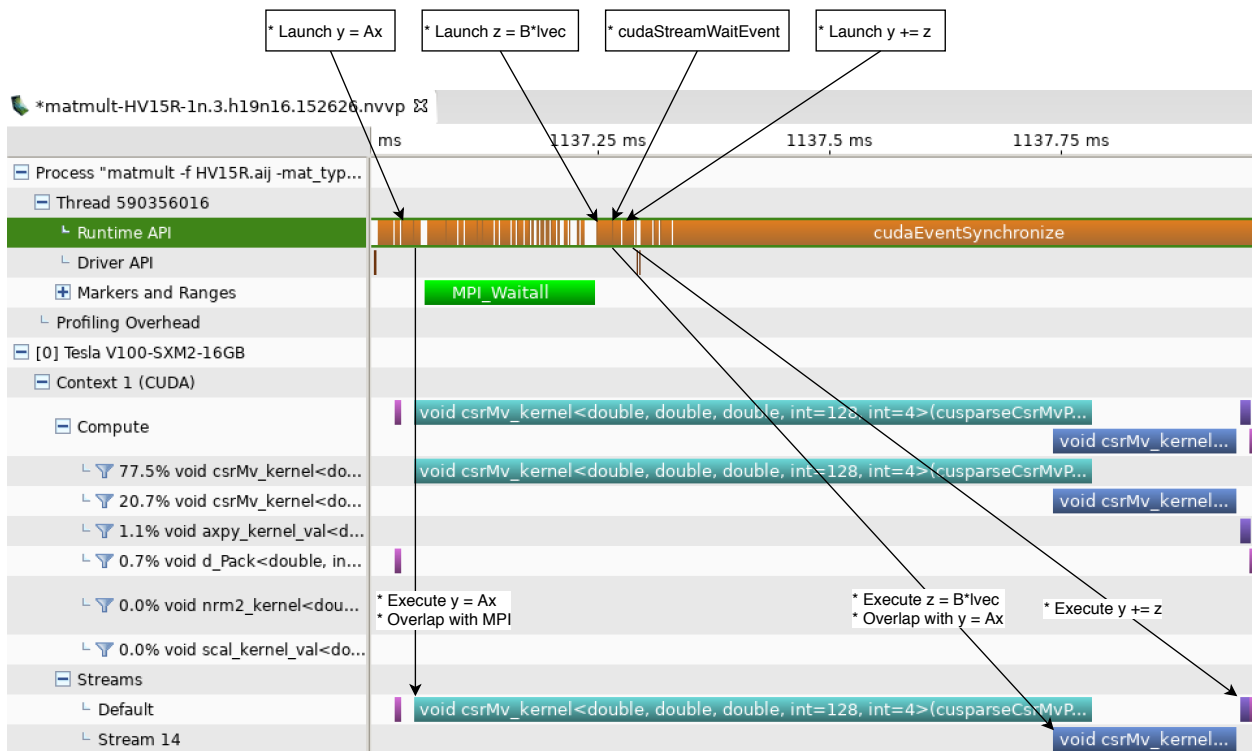 * Launch y = Ax
* Launch z = B*lvec
* cudaStreamWaitEvent
* Launch y += z
*matmult-HV15R-1n.3.h19n16.152626.nvvp
ms
1137.25 ms
1137.5 ms
1137.75 ms
Process "matmult -f HV15R.aij -mat_typ...
Thread 590356016
Runtime API
cudaEventSynchronize
Driver API
Markers and Ranges
MPI_Waitall
Profiling Overhead
[0] Tesla V100-SXM2-16GB
Context 1 (CUDA)
Compute
void csrMv_kernel<double, double, double, int=128, int=4>(cusparseCsrMvP...
void csrMv_kernel...
77.5% void csrMv_kernel<do...
void csrMv_kernel<double, double, double, int=128, int=4>(cusparseCsrMvP...
20.7% void csrMv_kernel<do...
void csrMv_kernel...
1.1% void axpy_kernel_val<d...
0.7% void d_Pack<double, in...
0.0% void nrm2_kernel<dou...
* Execute y = Ax
* Overlap with MPI
* Execute z = B*lvec
* Overlap with y = Ax
* Execute y += z
0.0% void scal_kernel_val<do...
Streams
Default
void csrMv_kernel<double, double, double, int=128, int=4>(cusparseCsrMvP...
Stream 14
void csrMv_kernel...